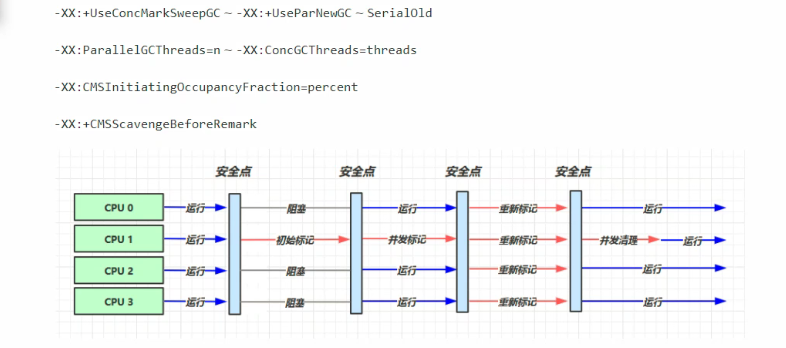 -XX:+UseConcMarkSweepGC ~ -XX:+UseParNewGC ~ SerialOld
-XX:ParallelGCThreads=n ~ -XX:ConcGCThreads=threads
-XX:CMSInitiatingOccupancyFraction=percent
-XX:+CMSScavengeBeforeRemark
安全点 安全点 安全点 安全点
CPU 0 运行 阻塞 运行 重新标记 运行
CPU 1 运行 初始标记 并发标记 重新标记 并发清理 运行
CPU 2 运行 阻塞 运行 重新标记 运行
CPU 3 运行 阻塞 运行 重新标记 运行